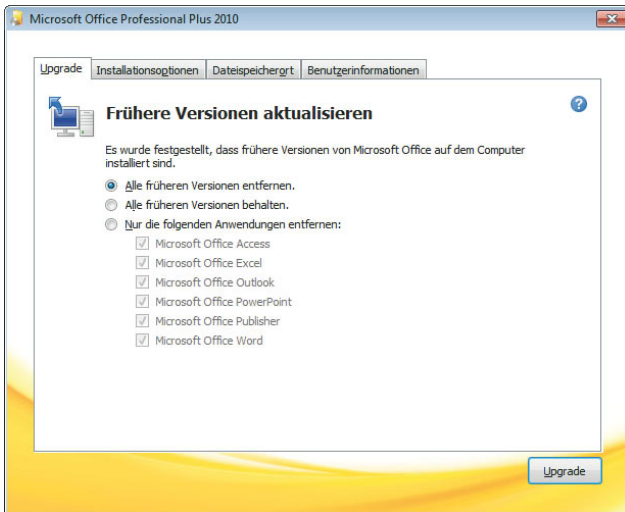 Microsoft Office Professional Plus 2010
Upgrade Installationsoptionen Dateispeicherort Benutzerinformationen
Frühere Versionen aktualisieren
Es wurde festgestellt, dass frühere Versionen von Microsoft Office auf dem Computer
installiert sind.
Alle früheren Versionen entfernen.
Alle früheren Versionen behalten.
Nur die folgenden Anwendungen entfernen:
Microsoft Office Access
Microsoft Office Excel
Microsoft Office Outlook
Microsoft Office PowerPoint
Microsoft Office Publisher
Microsoft Office Word
Upgrade